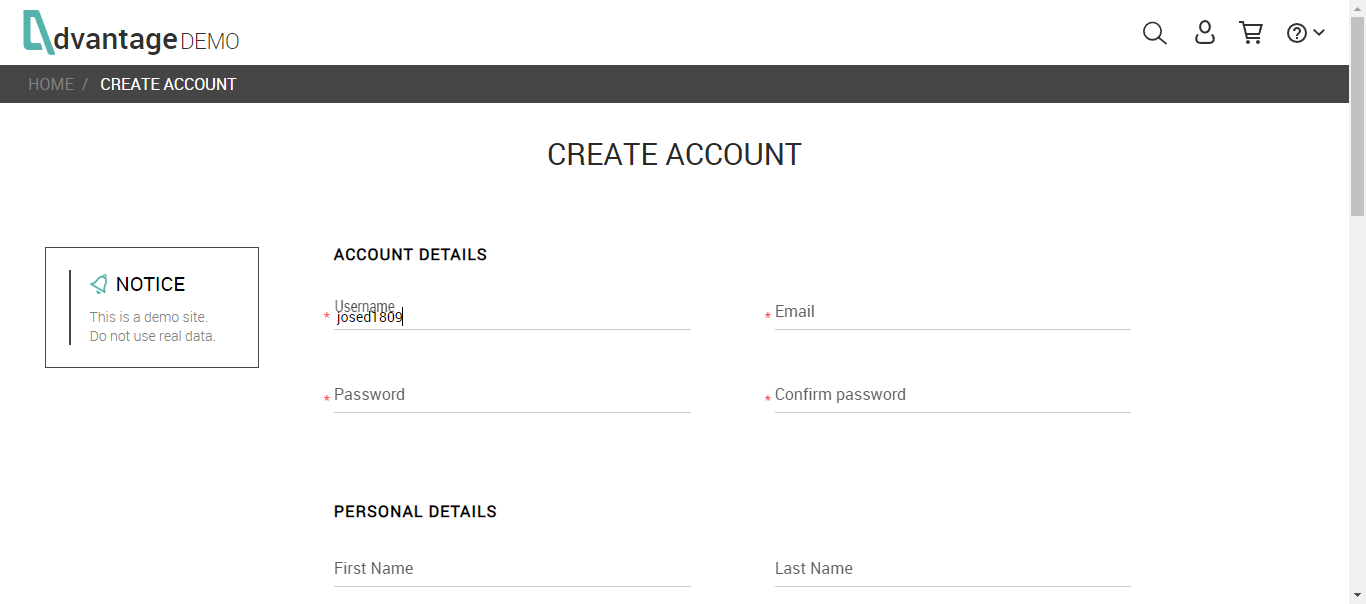 dvantage DEMO
HOME / CREATE ACCOUNT
CREATE ACCOUNT
NOTICE
This is a demo site.
Do not use real data.
ACCOUNT DETAILS
Username
* josed1809
* Email
* Password
* Confirm password
PERSONAL DETAILS
First Name
Last Name